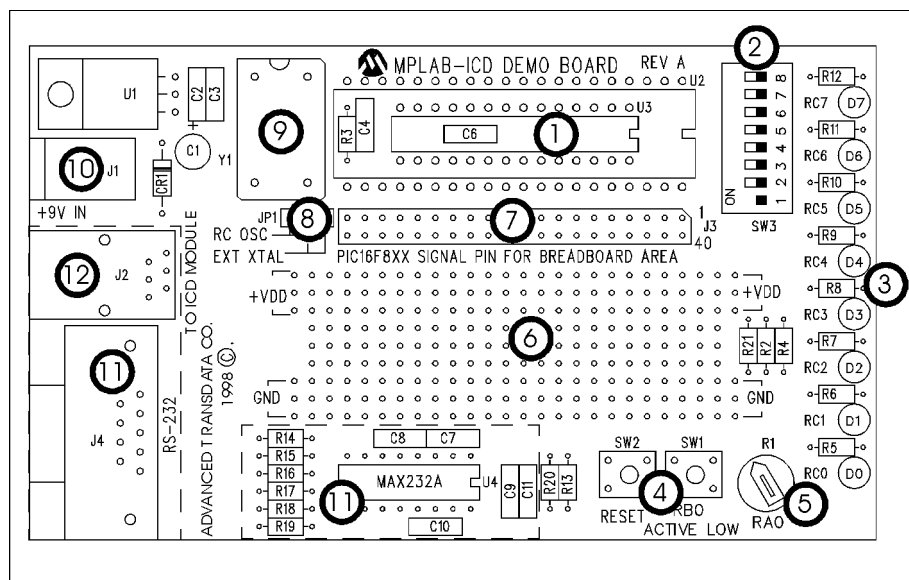 MPLAB-ICD DEMO BOARD REV A
U2
U1
C2
C3
+
C1
Y1
9
R3
C4
C6
1
U3
2
8
7
6
5
4
3
2
1
ON
SW3
R12
RC7 D7
R11
RC6 D6
R10
RC5 D5
R9
RC4 D4
R8
3
RC3 D3
R7
RC2 D2
R6
RC1 D1
R5
RC0 D0
10
J1
CR1
+9V IN
JP1
8
RC OSC
EXT XTAL
7
1
J3
40
PIC16F8XX SIGNAL PIN FOR BREADBOARD AREA
12
J2
TO ICD MODULE
+VDD
+VDD
6
R21
R2
R4
GND
GND
11
J4
RS-232
ADVANCED TRANSDATA CO.
1998 ©.
R14
R15
R16
R17
R18
R19
C8
C7
MAX232A
U4
11
C10
C9
C11
R20
R13
SW2
SW1
4
RESET
RB0
ACTIVE LOW
R1
5
RA0